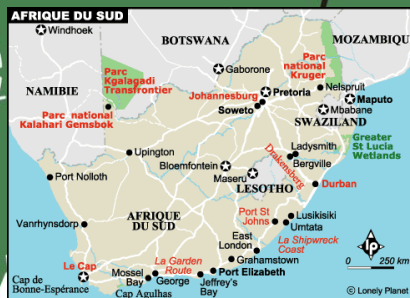 AFRIQUE DU SUD
Windhoek
BOTSWANA
MOZAMBIQU
Parc
Kgalagadi
Transfrontier
Gaborone
Parc
national
Kruger
NAMIBIE
Johannesburg
Pretoria
Nelspruit
Maputo
Parc national
Kalahari Gemsbok
Soweto
Mbabane
SWAZILAND
Greater
St Lucia
Wetlands
Upington
Ladysmith
Bergville
Drakensberg
Bloemfontein
Port Nolloth
Maseru
LESOTHO
Durban
AFRIQUE
DU SUD
Port St
Johns
Lusikisiki
Umtata
Vanrhynsdorp
East
London
La Shipwreck
Coast
Le Cap
La Garden
Route
Grahamstown
Cap de
Bonne-Espérance
Mossel
Bay
George
Port Elizabeth
Jeffrey's
Bay
Cap Agulhas
lp
0 250 km
© Lonely Planet